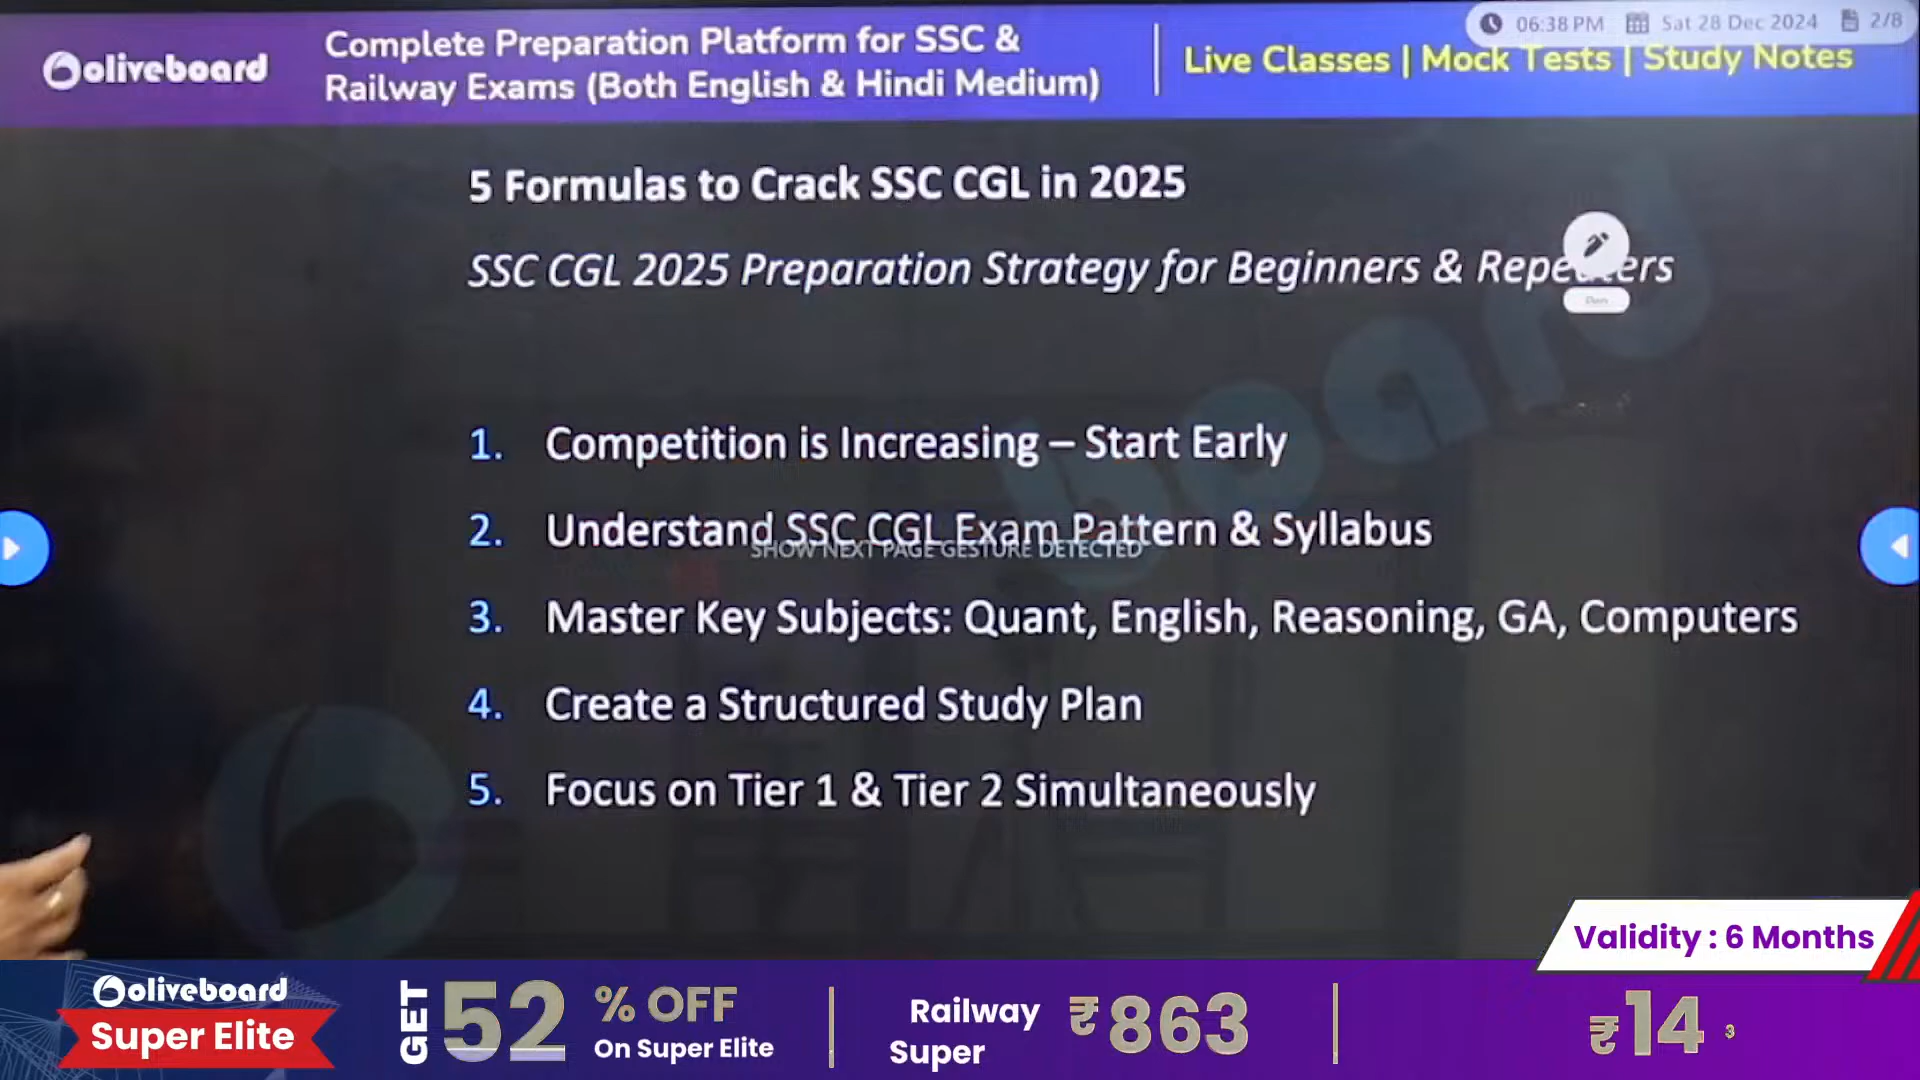 oliveboard
Complete Preparation Platform for SSC &
Railway Exams (Both English & Hindi Medium)
Live Classes | Mock Tests | Study Notes
06:38 PM Sat 28 Dec 2024 2/8
5 Formulas to Crack SSC CGL in 2025
SSC CGL 2025 Preparation Strategy for Beginners & Repeaters
1. Competition is Increasing – Start Early
2. Understand SSC CGL Exam Pattern & Syllabus
SHOW NEXT PAGE GESTURE DETECTED
3. Master Key Subjects: Quant, English, Reasoning, GA, Computers
4. Create a Structured Study Plan
5. Focus on Tier 1 & Tier 2 Simultaneously
board
Validity : 6 Months
oliveboard
Super Elite
GET 52 % OFF
On Super Elite
Railway
Super
₹863
₹14